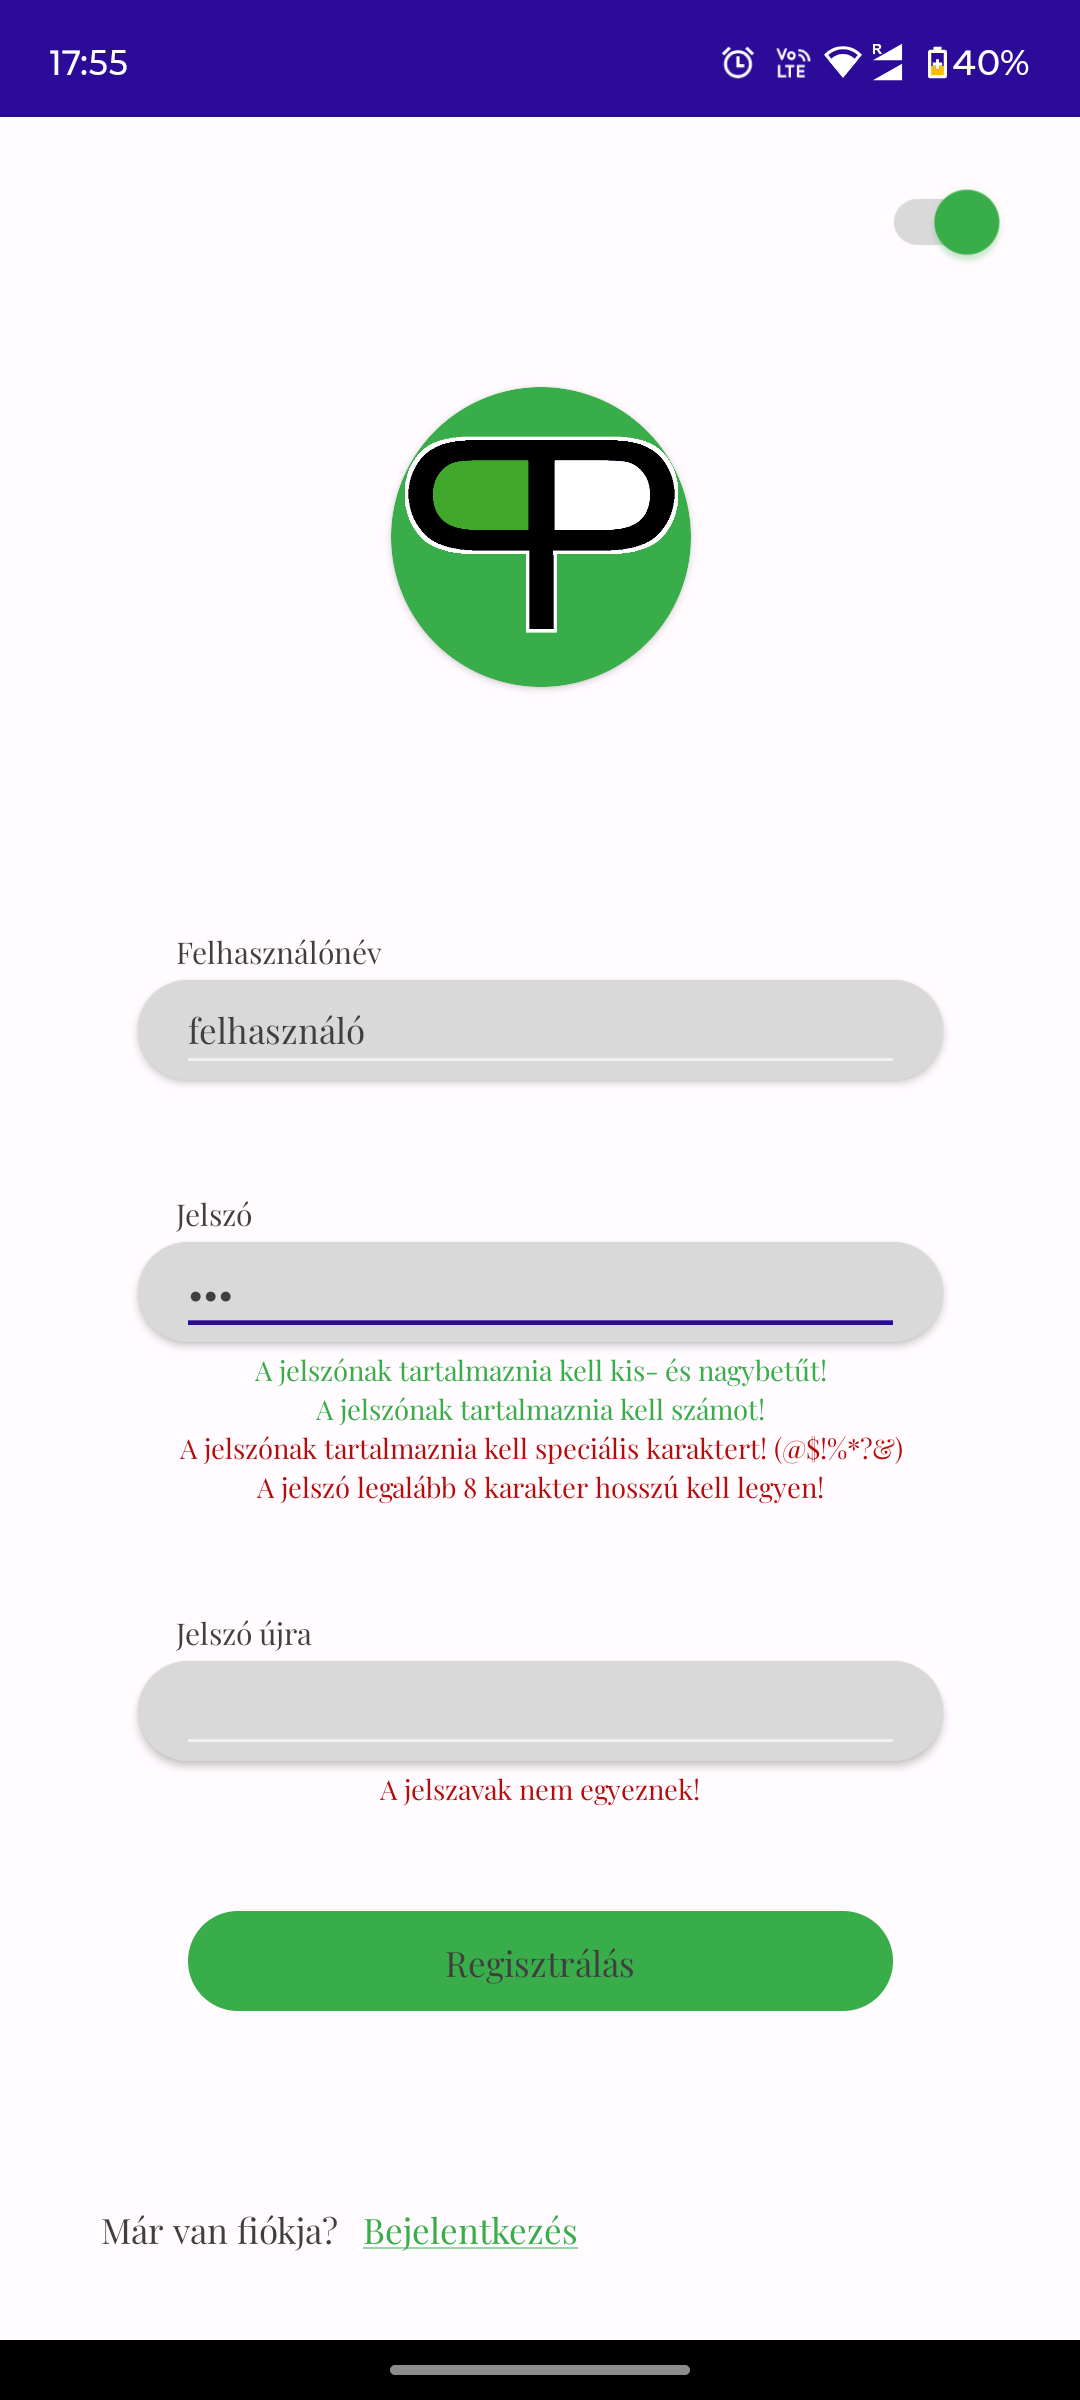 17:55
Vo LTE R 40%
Felhasználónév
felhasználó
Jelszó
•••
A jelszónak tartalmaznia kell kis- és nagybetűt!
A jelszónak tartalmaznia kell számot!
A jelszónak tartalmaznia kell speciális karaktert! (@$!%*?&)
A jelszó legalább 8 karakter hosszú kell legyen!
Jelszó újra
A jelszavak nem egyeznek!
Regisztrálás
Már van fiókja? Bejelentkezés